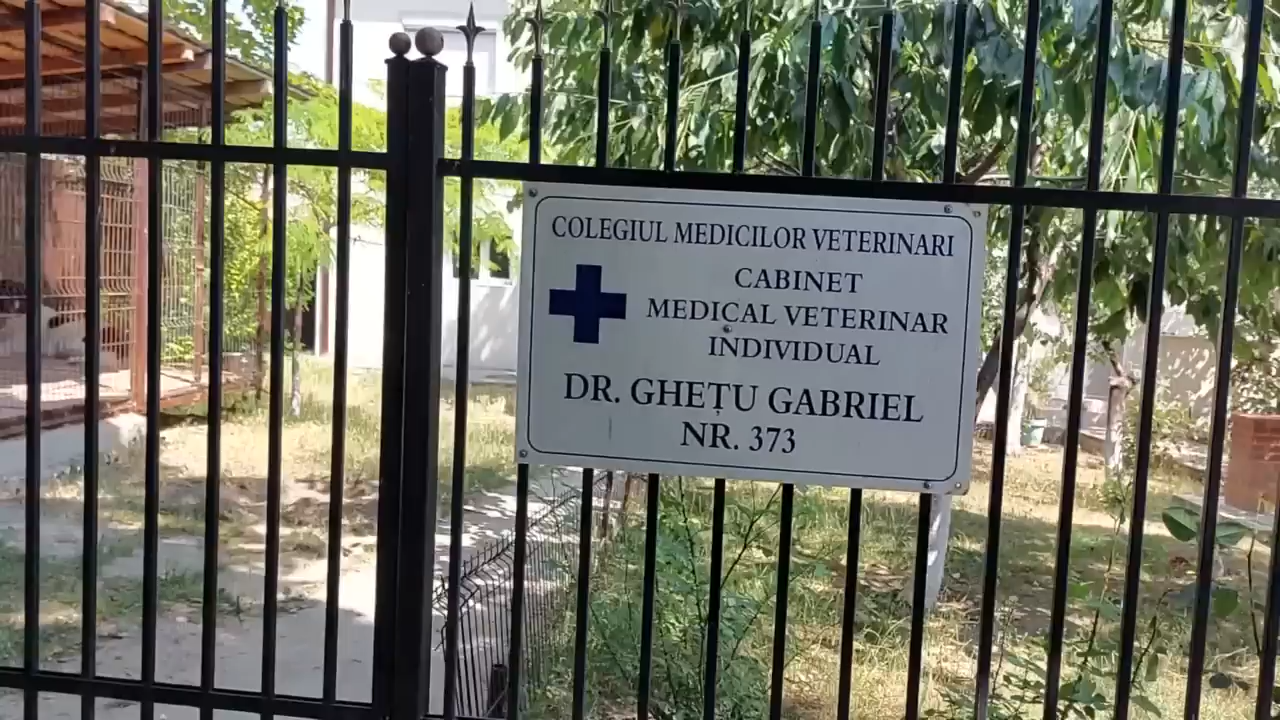 COLEGIUL MEDICILOR VETERINARI
CABINET
MEDICAL VETERINAR
INDIVIDUAL
DR. GHEȚU GABRIEL
NR. 373